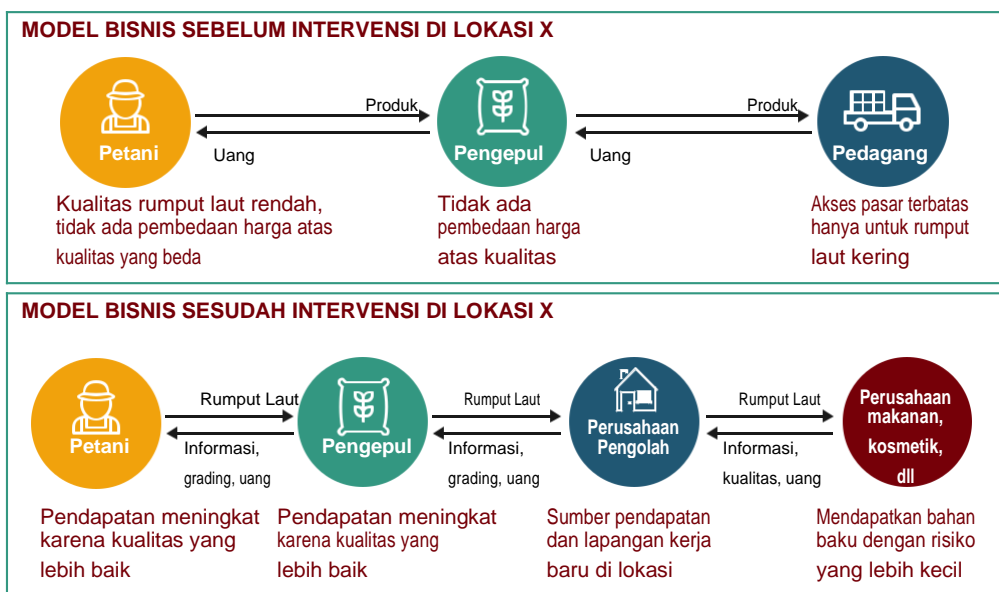 MODEL BISNIS SEBELUM INTERVENSI DI LOKASI X
Produk
Produk
Petani
Uang
Pengepul
Uang
Pedagang
Kualitas rumput laut rendah,
tidak ada pembedaan harga atas
kualitas yang beda
Tidak ada
pembedaan harga
atas kualitas
Akses pasar terbatas
hanya untuk rumput
laut kering
MODEL BISNIS SESUDAH INTERVENSI DI LOKASI X
Petani
Rumput Laut
Informasi,
grading, uang
Pengepul
Rumput Laut
Informasi,
grading, uang
Perusahaan
Pengolah
Rumput Laut
Informasi,
kualitas, uang
Perusahaan
makanan,
kosmetik,
dll
Pendapatan meningkat
karena kualitas yang
lebih baik
Pendapatan meningkat
karena kualitas yang
lebih baik
Sumber pendapatan
dan lapangan kerja
baru di lokasi
Mendapatkan bahan
baku dengan risiko
yang lebih kecil